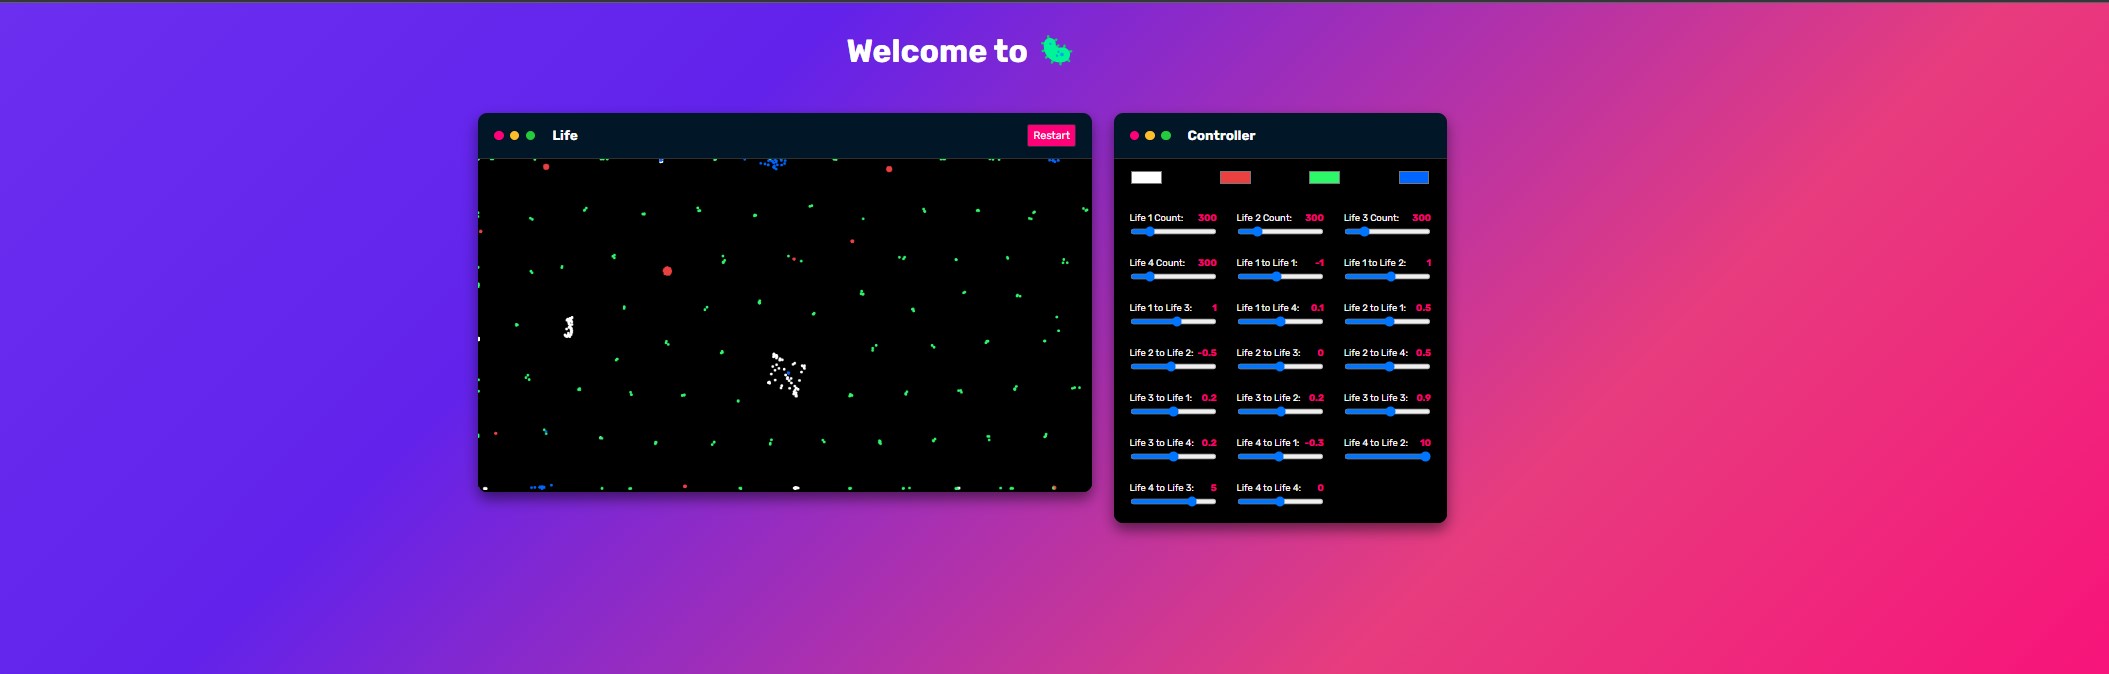 Welcome to
Life
Restart
Controller
Life 1 Count: 300
Life 2 Count: 300
Life 3 Count: 300
Life 4 Count: 300
Life 1 to Life 1: -1
Life 1 to Life 2: 1
Life 1 to Life 3: 1
Life 1 to Life 4: 0.1
Life 2 to Life 1: 0.5
Life 2 to Life 2: -0.5
Life 2 to Life 3: 0
Life 2 to Life 4: 0.5
Life 3 to Life 1: 0.2
Life 3 to Life 2: 0.2
Life 3 to Life 3: 0.9
Life 3 to Life 4: 0.2
Life 4 to Life 1: -0.3
Life 4 to Life 2: 10
Life 4 to Life 3: 5
Life 4 to Life 4: 0